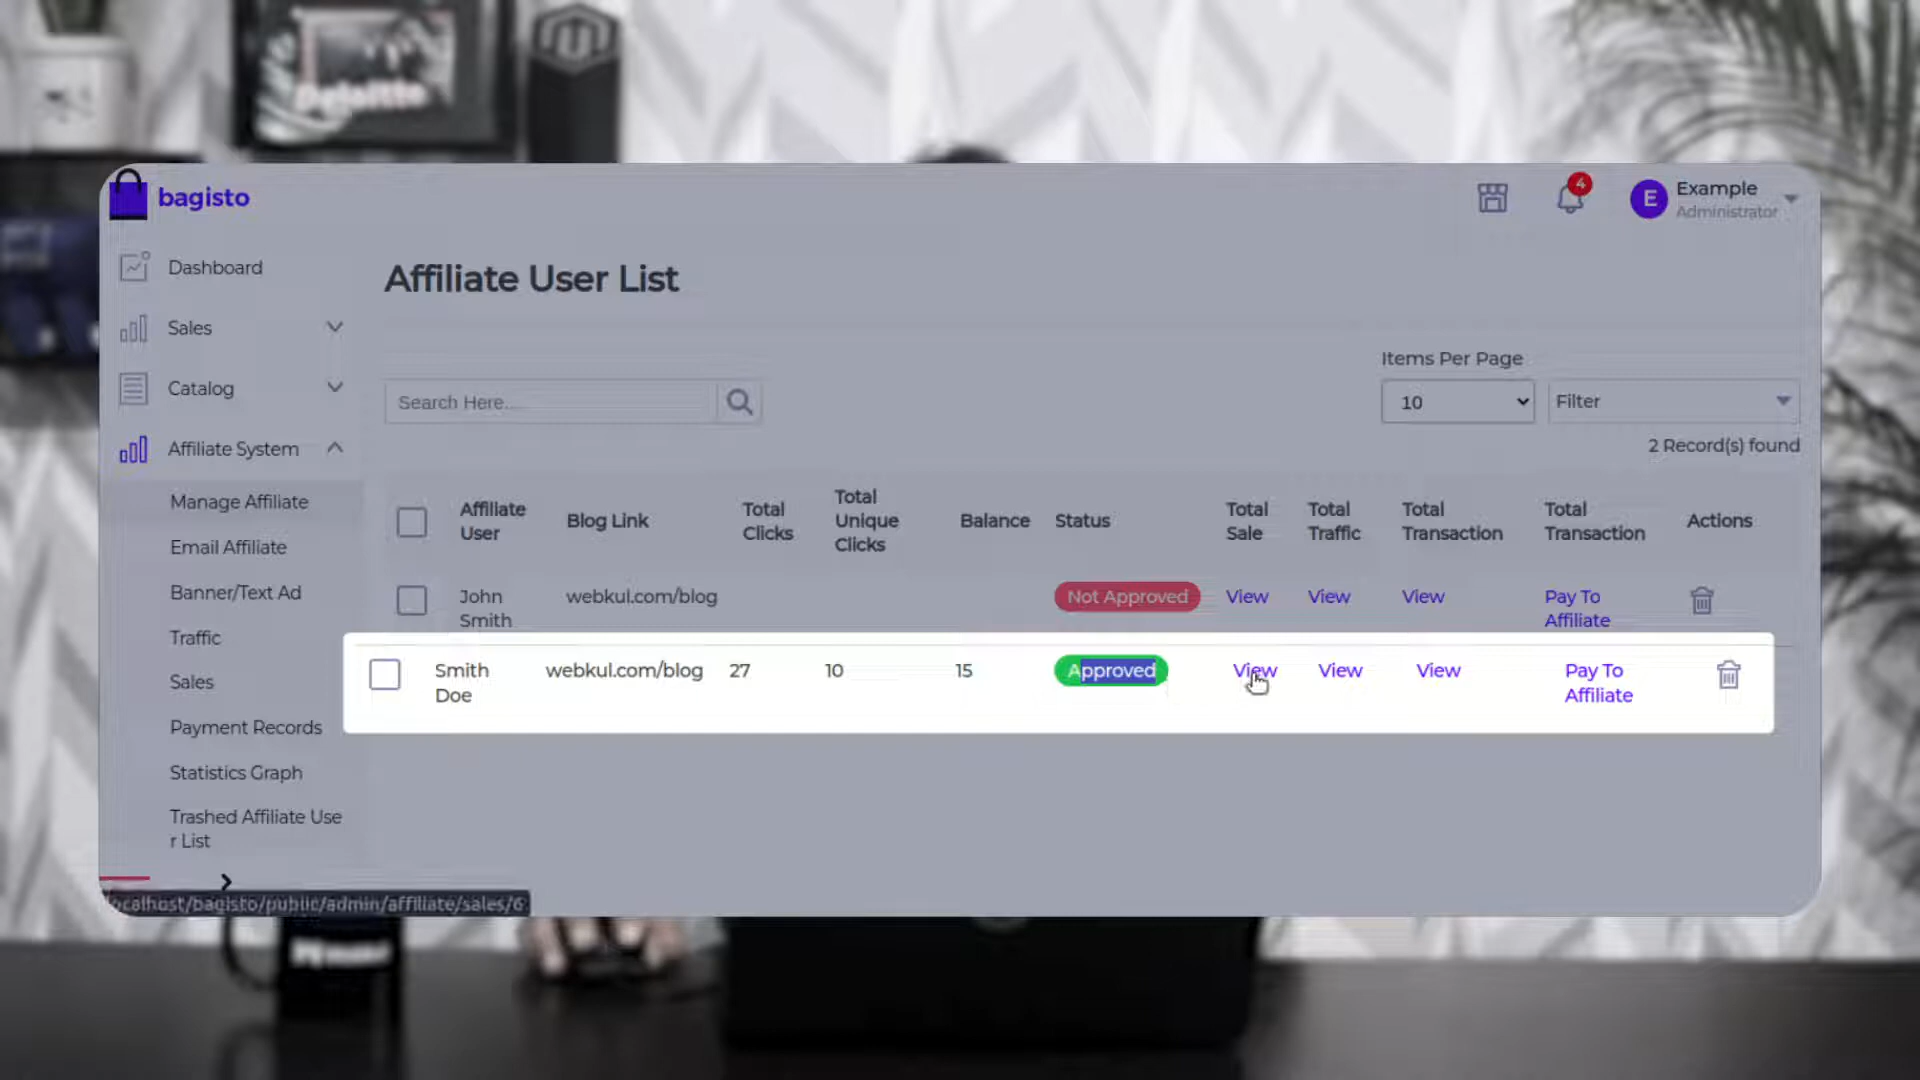 Deloitte
bagisto
4
E
Example
Administrator
Dashboard
Sales
Catalog
Affiliate System
Manage Affiliate
Email Affiliate
Banner/Text Ad
Traffic
Sales
Payment Records
Statistics Graph
Trashed Affiliate Use
r List
Affiliate User List
Search Here...
Items Per Page
10
Filter
2 Record(s) found
Affiliate User
Blog Link
Total Clicks
Total Unique Clicks
Balance
Status
Total Sale
Total Traffic
Total Transaction
Total Transaction
Actions
John Smith
webkul.com/blog
Not Approved
View
View
View
Pay To Affiliate
Smith Doe
webkul.com/blog
27
10
15
Approved
View
View
View
Pay To Affiliate
localhost/bagisto/public/admin/affiliate/sales/6